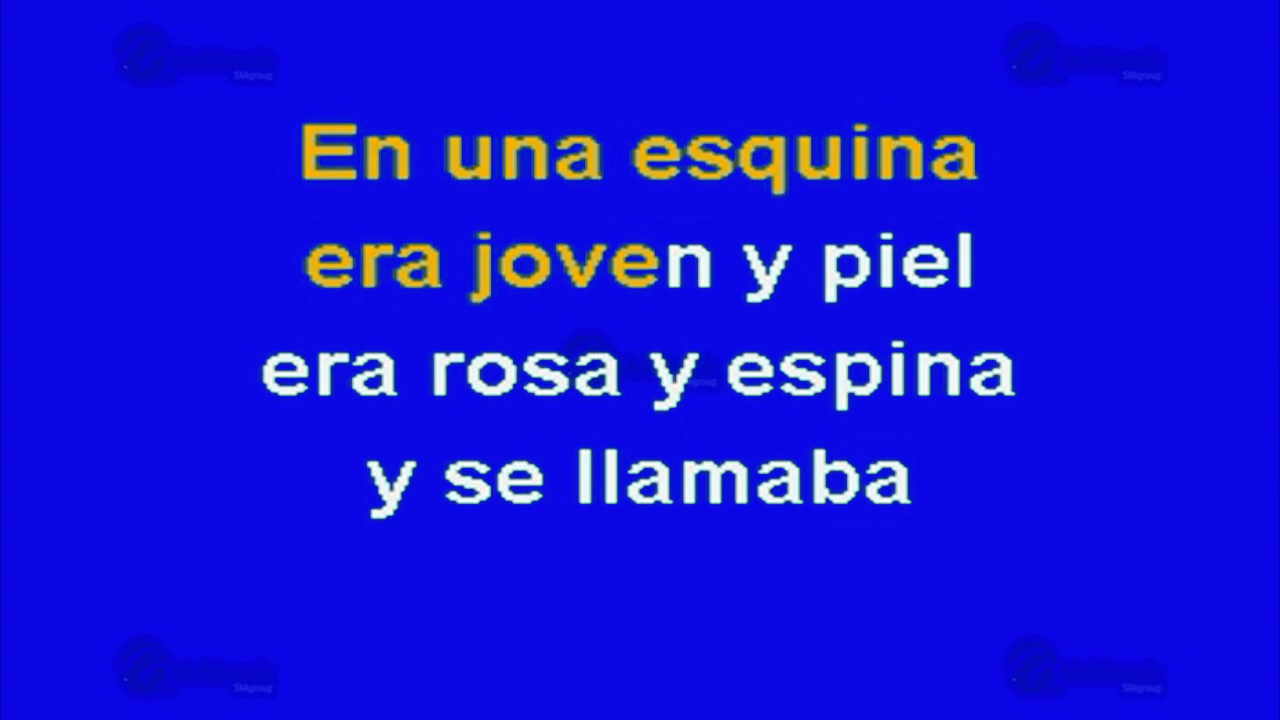 En una esquina
era joven y piel
era rosa y espina
y se llamaba